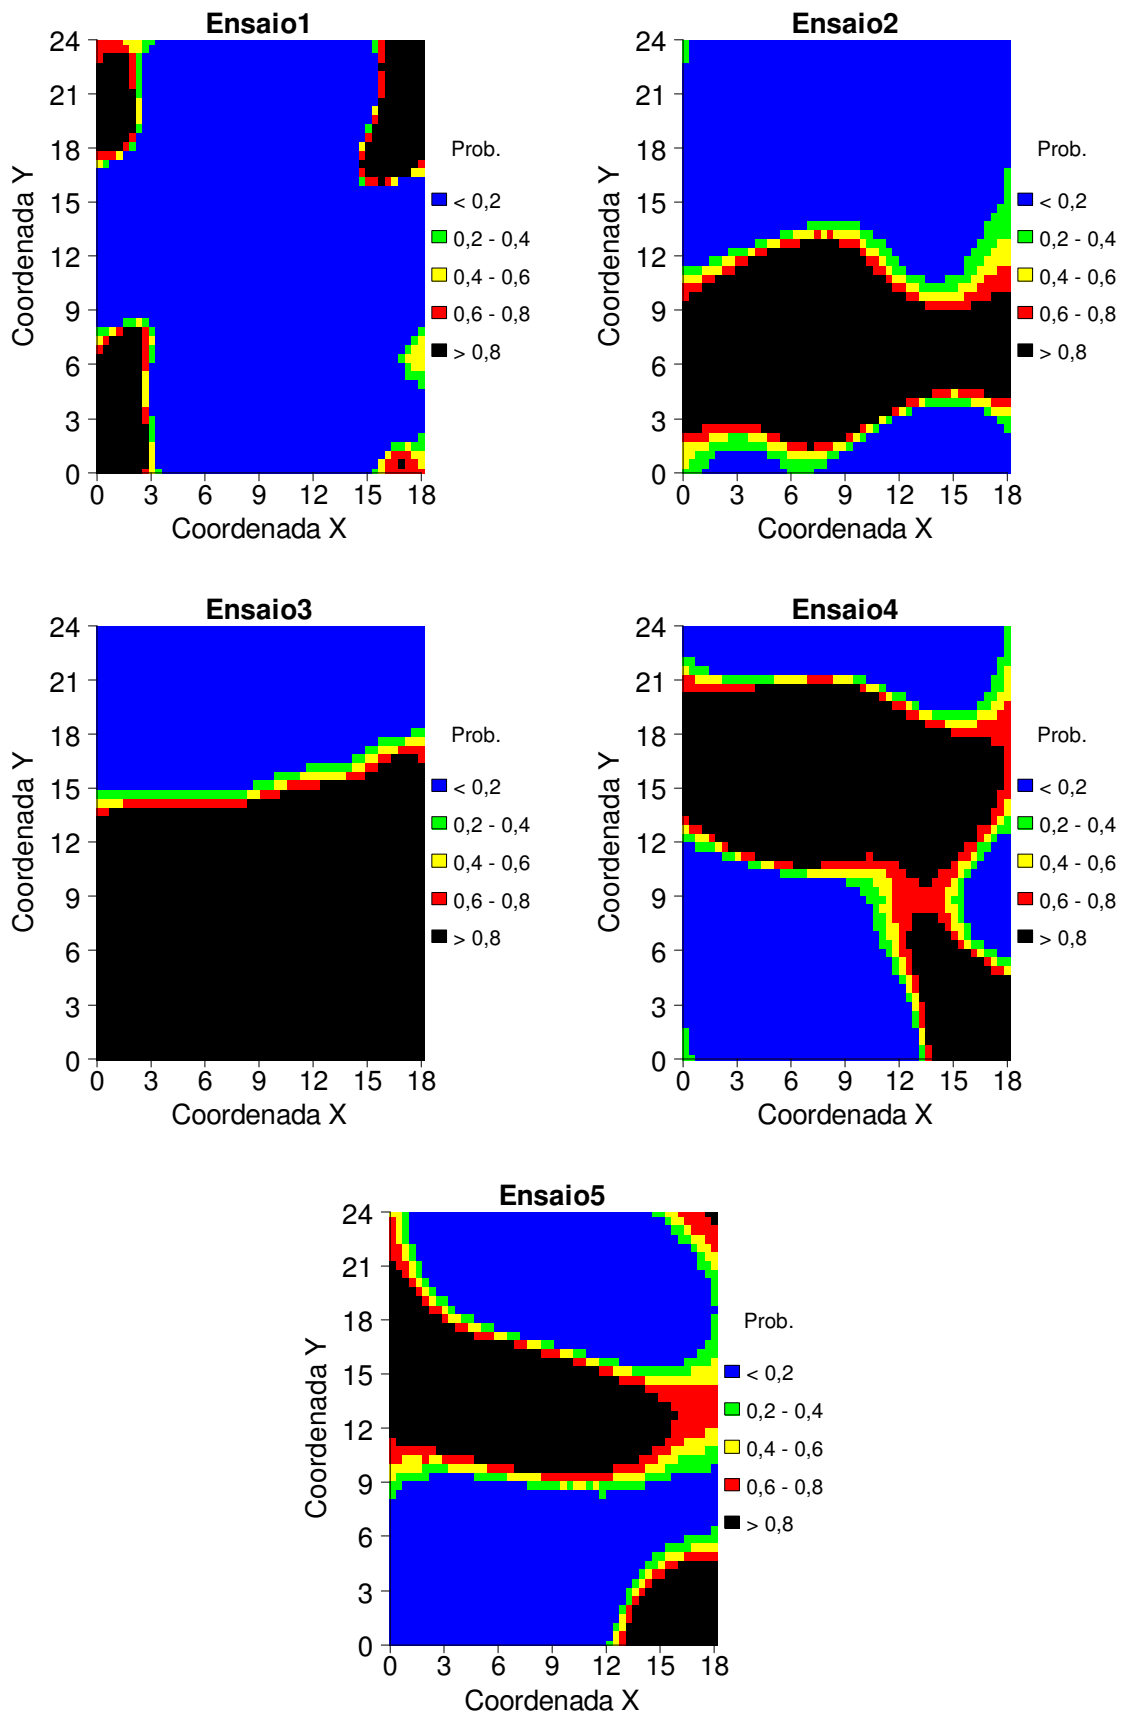 Ensaio1
24
21
18
15
12
9
6
3
0
0 3 6 9 12 15 18
Coordenada X
Coordenada Y
Prob.
< 0,2
0,2 - 0,4
0,4 - 0,6
0,6 - 0,8
> 0,8
Ensaio2
24
21
18
15
12
9
6
3
0
0 3 6 9 12 15 18
Coordenada X
Coordenada Y
Prob.
< 0,2
0,2 - 0,4
0,4 - 0,6
0,6 - 0,8
> 0,8
Ensaio3
24
21
18
15
12
9
6
3
0
0 3 6 9 12 15 18
Coordenada X
Coordenada Y
Prob.
< 0,2
0,2 - 0,4
0,4 - 0,6
0,6 - 0,8
> 0,8
Ensaio4
24
21
18
15
12
9
6
3
0
0 3 6 9 12 15 18
Coordenada X
Coordenada Y
Prob.
< 0,2
0,2 - 0,4
0,4 - 0,6
0,6 - 0,8
> 0,8
Ensaio5
24
21
18
15
12
9
6
3
0
0 3 6 9 12 15 18
Coordenada X
Coordenada Y
Prob.
< 0,2
0,2 - 0,4
0,4 - 0,6
0,6 - 0,8
> 0,8